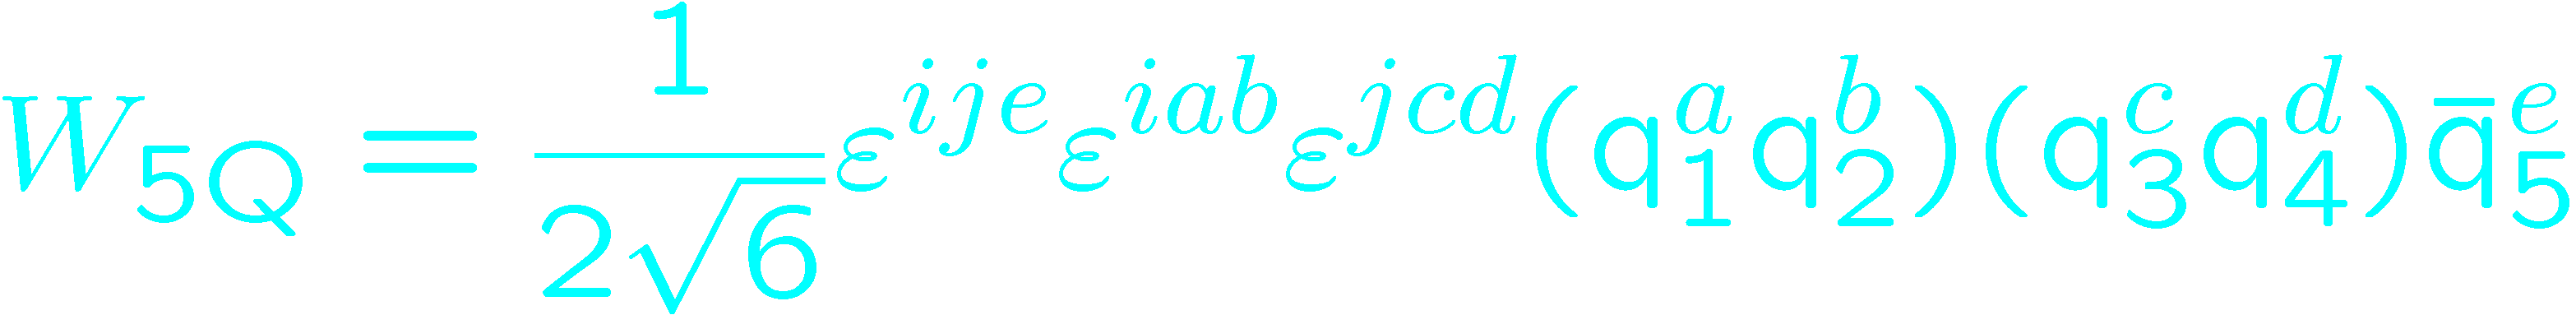 $W_{5Q} = \frac{1}{2\sqrt{6}} \varepsilon^{ije} \varepsilon^{iab} \varepsilon^{jcd} (q_1^a q_2^b)(q_3^c q_4^d) \bar{q}_5^e$